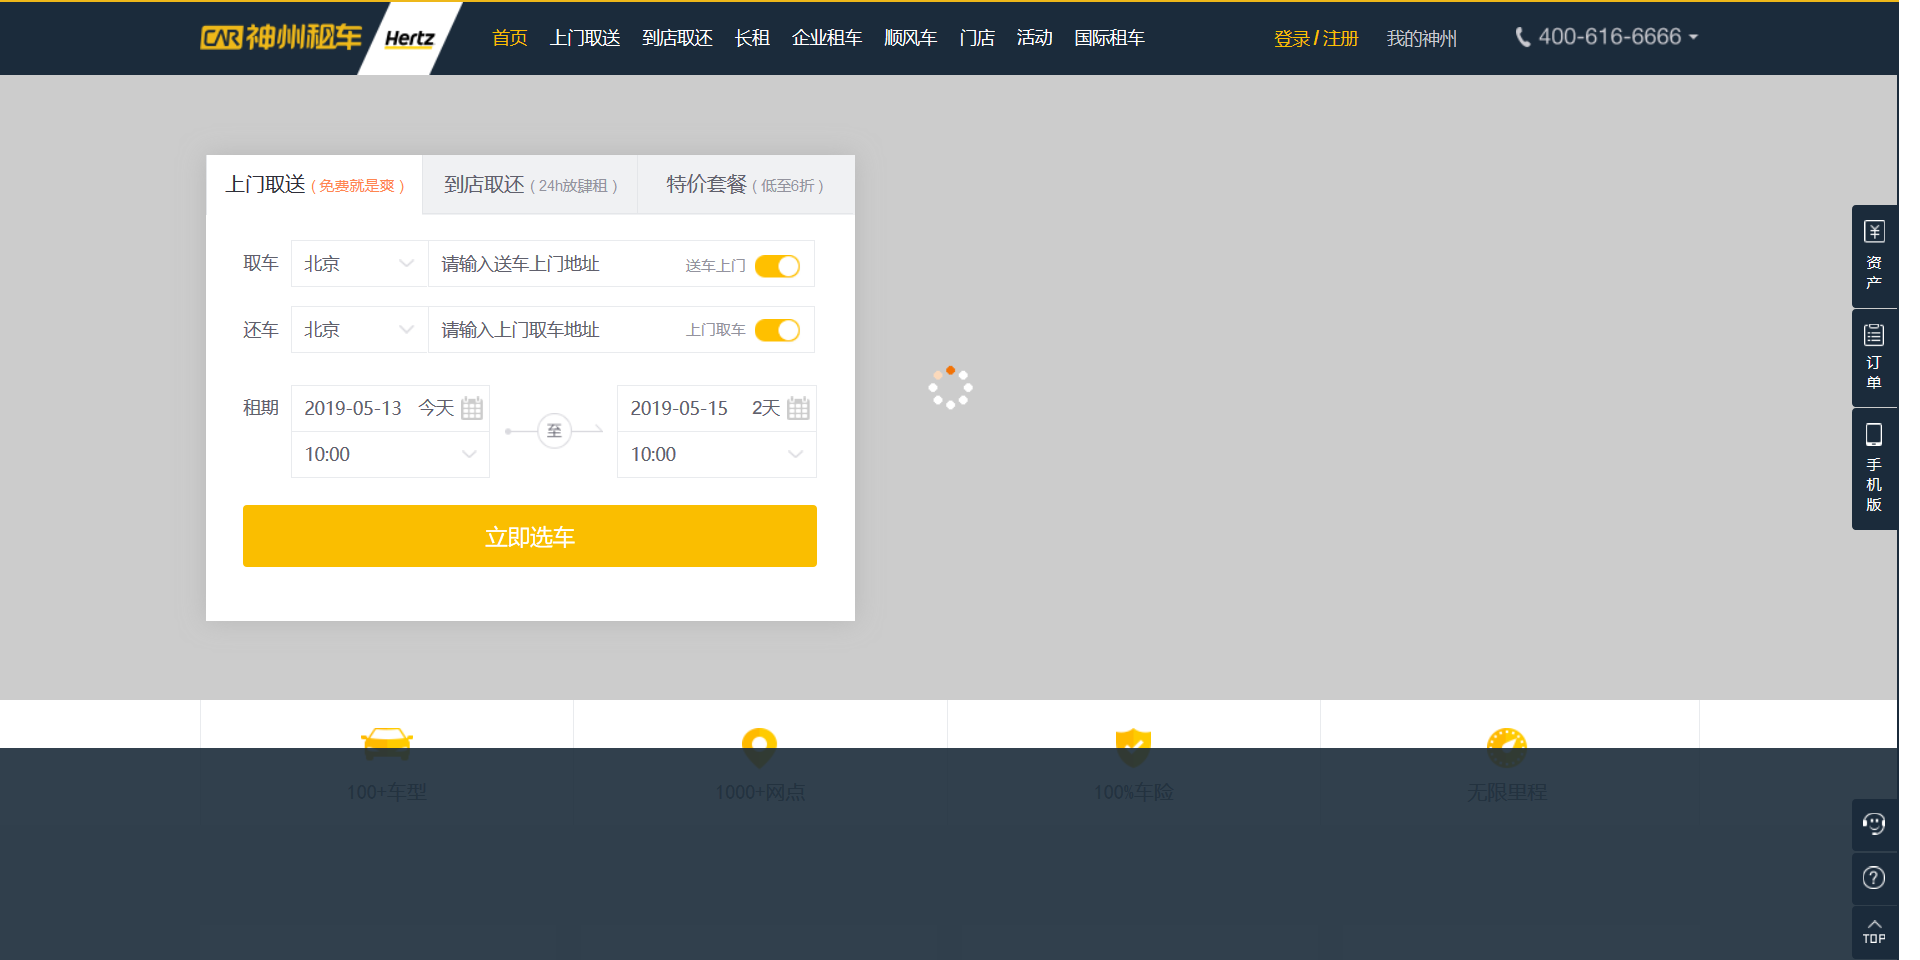 CAR神州租车 Hertz 首页 上门取送 到店取还 长租 企业租车 顺风车 门店 活动 国际租车 登录/注册 我的神州 400-616-6666
上门取送(免费就是爽) 到店取还(24h放肆租) 特价套餐(低至6折)
取车 北京 请输入送车上门地址 送车上门
还车 北京 请输入上门取车地址 上门取车
租期 2019-05-13 今天 至 2019-05-15 2天
10:00 10:00
立即选车
资产
订单
手机版
100+车型 1000+网点 100%车险 无限里程
TOP